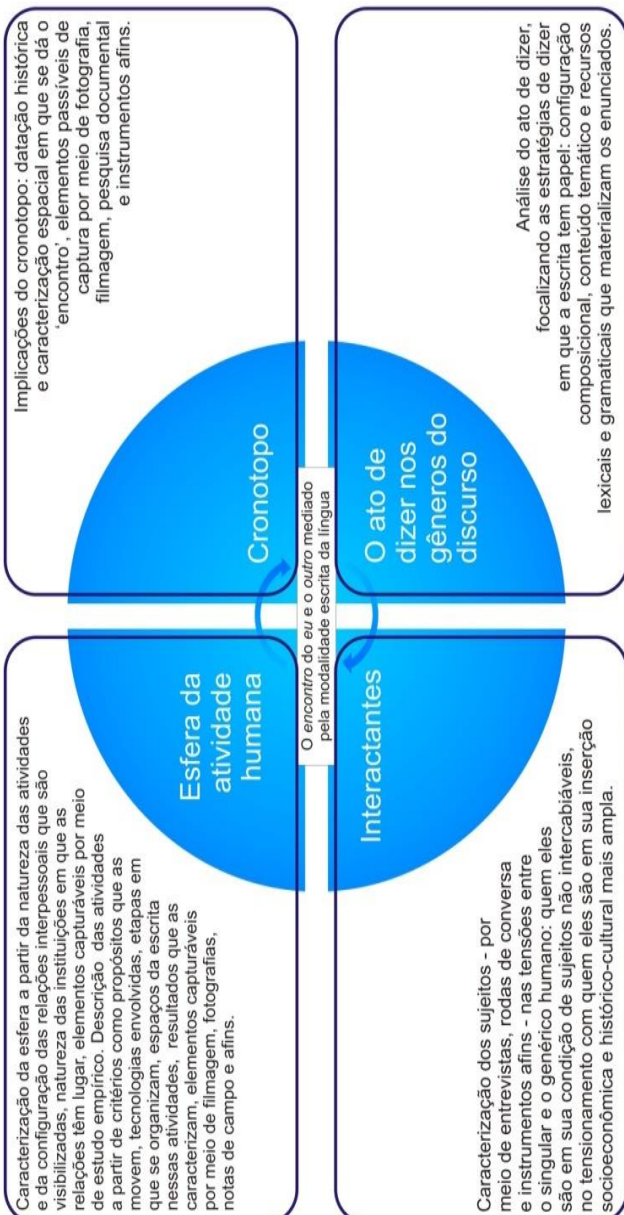 Caracterização da esfera a partir da natureza das atividades
e da configuração das relações interpessoais que são
visibilizadas, natureza das instituições em que as
relações têm lugar, elementos capturáveis por meio
de estudo empírico. Descrição das atividades
a partir de critérios como propósitos que as
movem, tecnologias envolvidas, etapas em
que se organizam, espaços da escrita
nessas atividades, resultados que as
caracterizam, elementos capturáveis
por meio de filmagem, fotografias,
notas de campo e afins.
Esfera da
atividade
humana
Implicações do cronotopo: datação histórica
e caracterização espacial em que se dá o
‘encontro’, elementos passíveis de
captura por meio de fotografia,
filmagem, pesquisa documental
e instrumentos afins.
Cronotopo
O encontro do eu e o outro mediado
pela modalidade escrita da língua
Interactantes
Caracterização dos sujeitos - por
meio de entrevistas, rodas de conversa
e instrumentos afins - nas tensões entre
o singular e o genérico humano: quem eles
são em sua condição de sujeitos não intercabiáveis,
no tensionamento com quem eles são em sua inserção
socioeconômica e histórico-cultural mais ampla.
O ato de
dizer nos
gêneros do
discurso
Análise do ato de dizer,
focalizando as estratégias de dizer
em que a escrita tem papel: configuração
composicional, conteúdo temático e recursos
lexicais e gramaticais que materializam os enunciados.